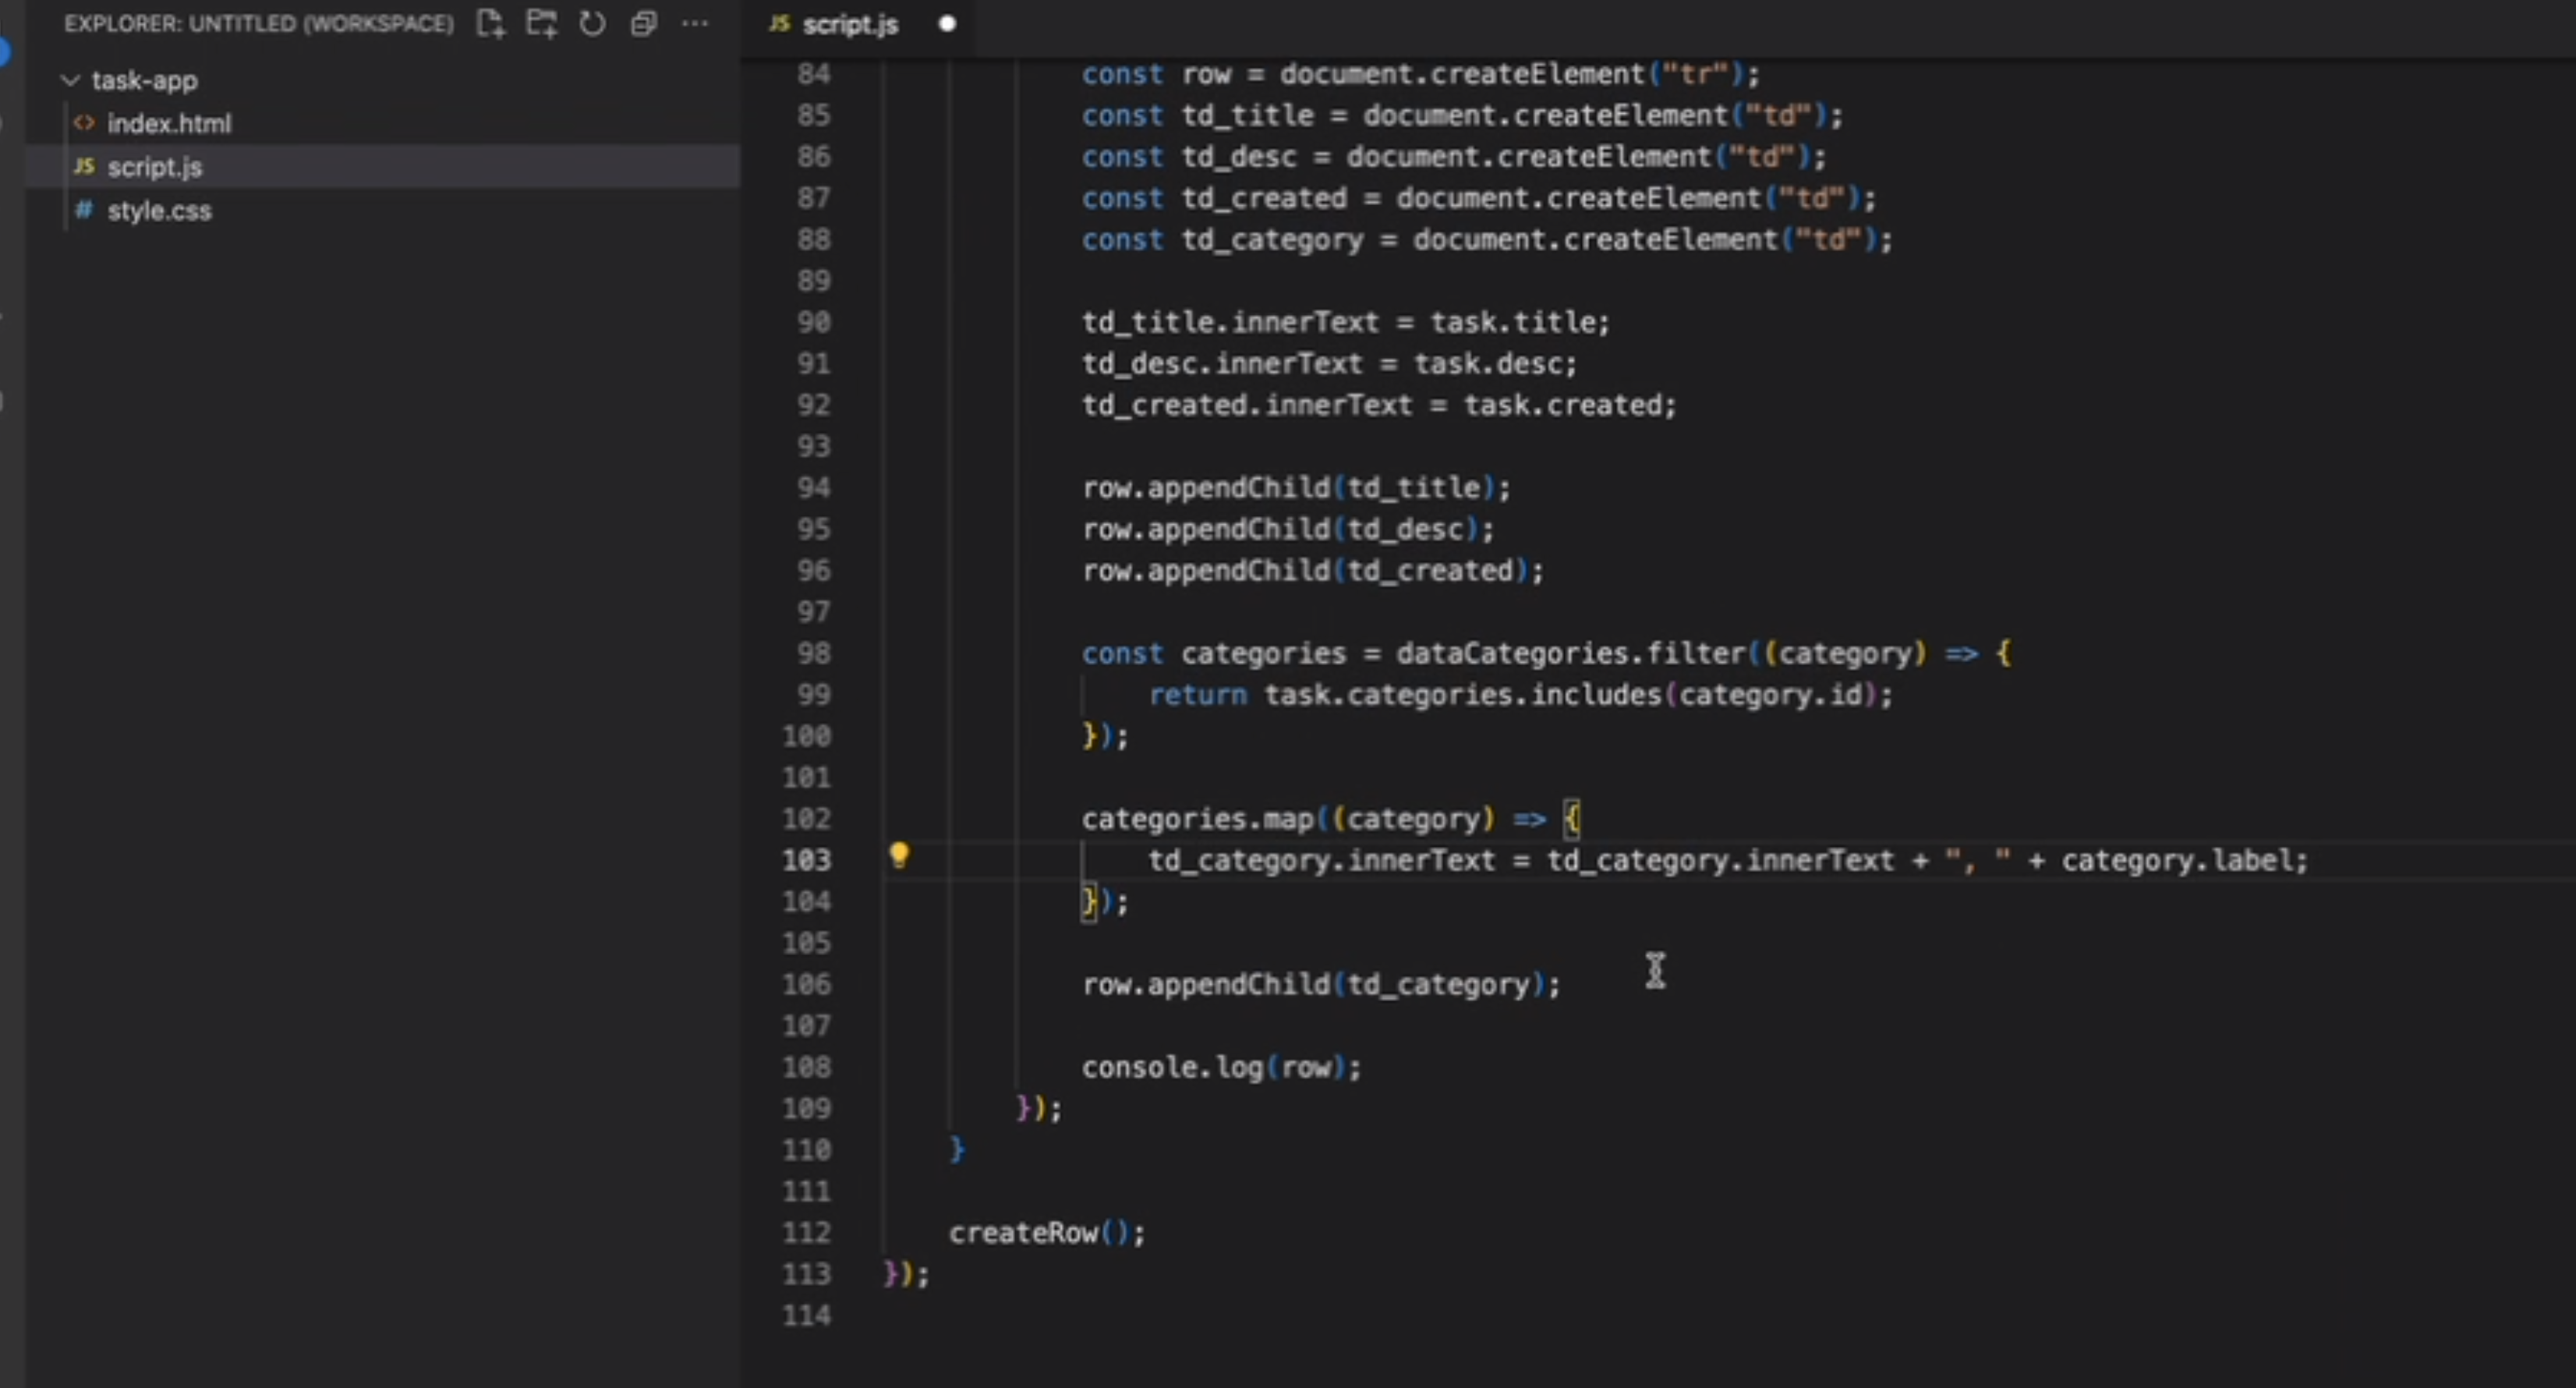 EXPLORER: UNTITLED (WORKSPACE)
task-app
index.html
JS script.js
# style.css
JS script.js
84 const row = document.createElement("tr");
85 const td_title = document.createElement("td");
86 const td_desc = document.createElement("td");
87 const td_created = document.createElement("td");
88 const td_category = document.createElement("td");
89
90 td_title.innerText = task.title;
91 td_desc.innerText = task.desc;
92 td_created.innerText = task.created;
93
94 row.appendChild(td_title);
95 row.appendChild(td_desc);
96 row.appendChild(td_created);
97
98 const categories = dataCategories.filter((category) => {
99 return task.categories.includes(category.id);
100 });
101
102 categories.map((category) => {
103 td_category.innerText = td_category.innerText + ", " + category.label;
104 });
105
106 row.appendChild(td_category);
107
108 console.log(row);
109 });
110 }
111
112 createRow();
113 });
114